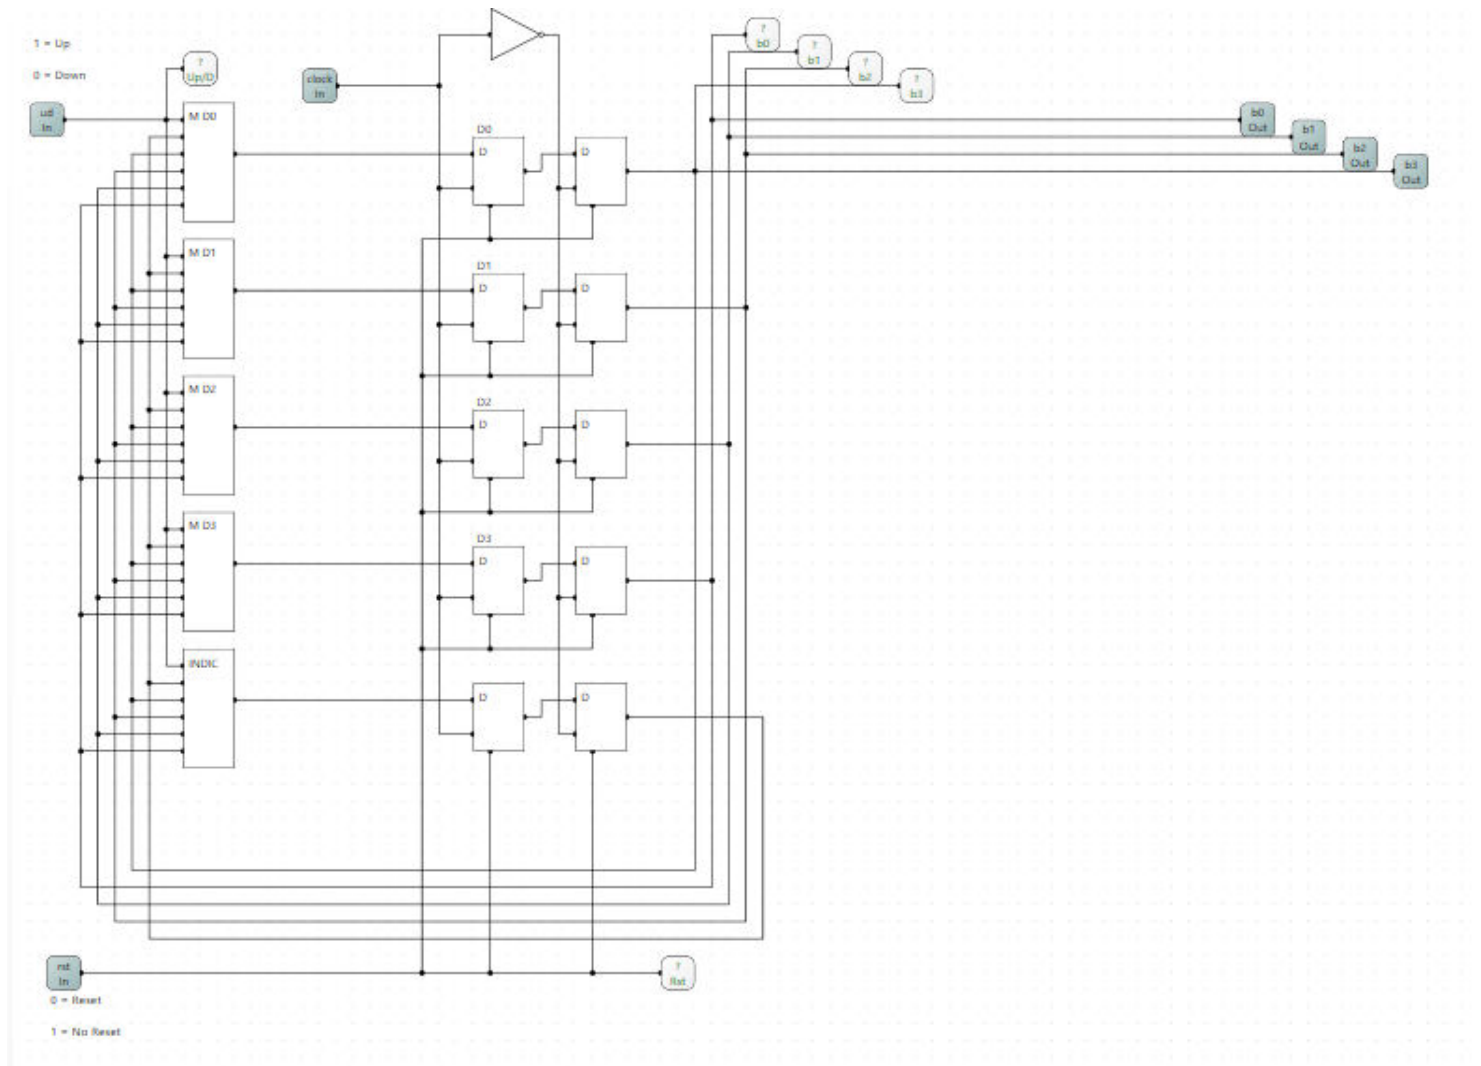 1 = Up
0 = Down
?
Up/D
ud
In
clock
In
?
b0
?
b1
?
b2
?
b3
b0
Out
b1
Out
b2
Out
b3
Out
M D0
D0
D
D
M D1
D1
D
D
M D2
D2
D
D
M D3
D3
D
D
INDIC
D
D
rst
In
?
Rst
0 = Reset
1 = No Reset